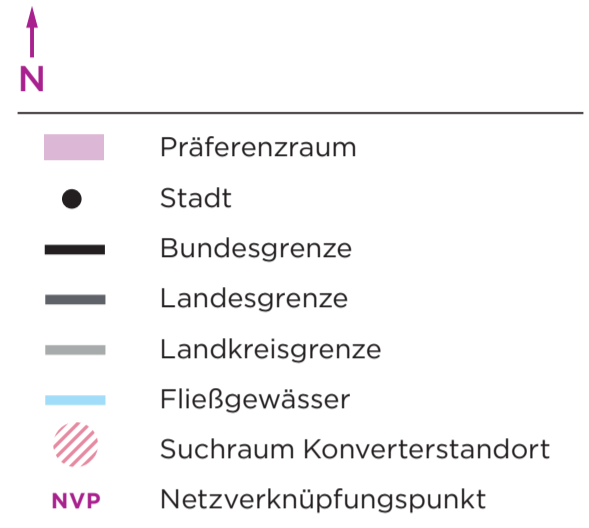 N
Präferenzraum
Stadt
Bundesgrenze
Landesgrenze
Landkreisgrenze
Fließgewässer
Suchraum Konverterstandort
NVP Netzverknüpfungspunkt